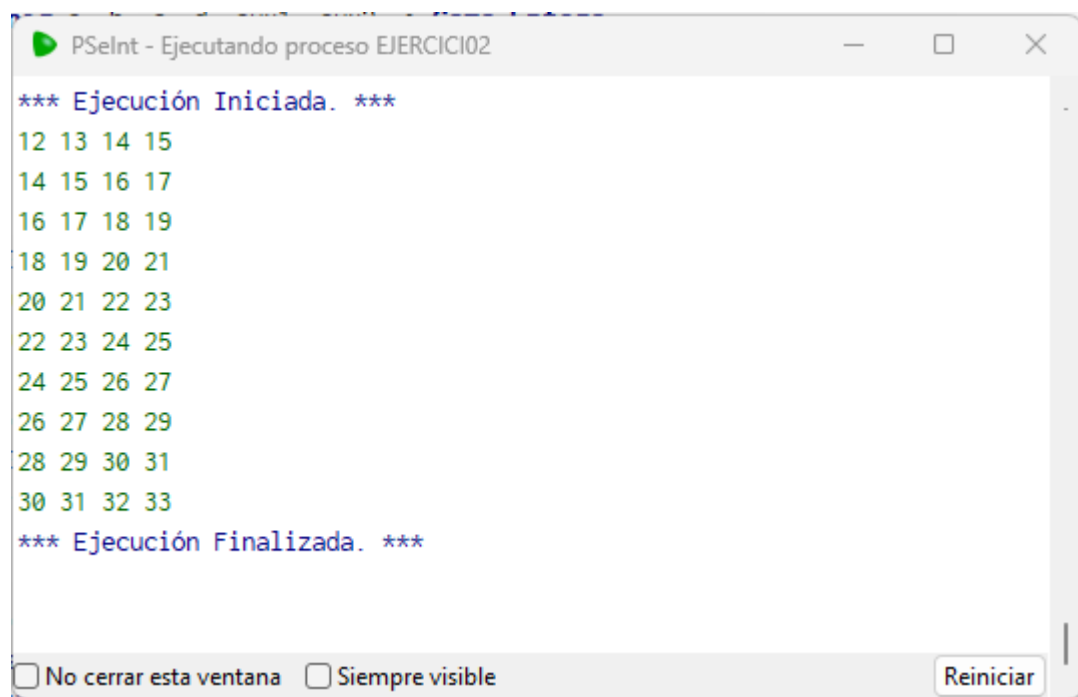 PSeInt - Ejecutando proceso EJERCICI02
*** Ejecución Iniciada. ***
12 13 14 15
14 15 16 17
16 17 18 19
18 19 20 21
20 21 22 23
22 23 24 25
24 25 26 27
26 27 28 29
28 29 30 31
30 31 32 33
*** Ejecución Finalizada. ***
No cerrar esta ventana Siempre visible Reiniciar